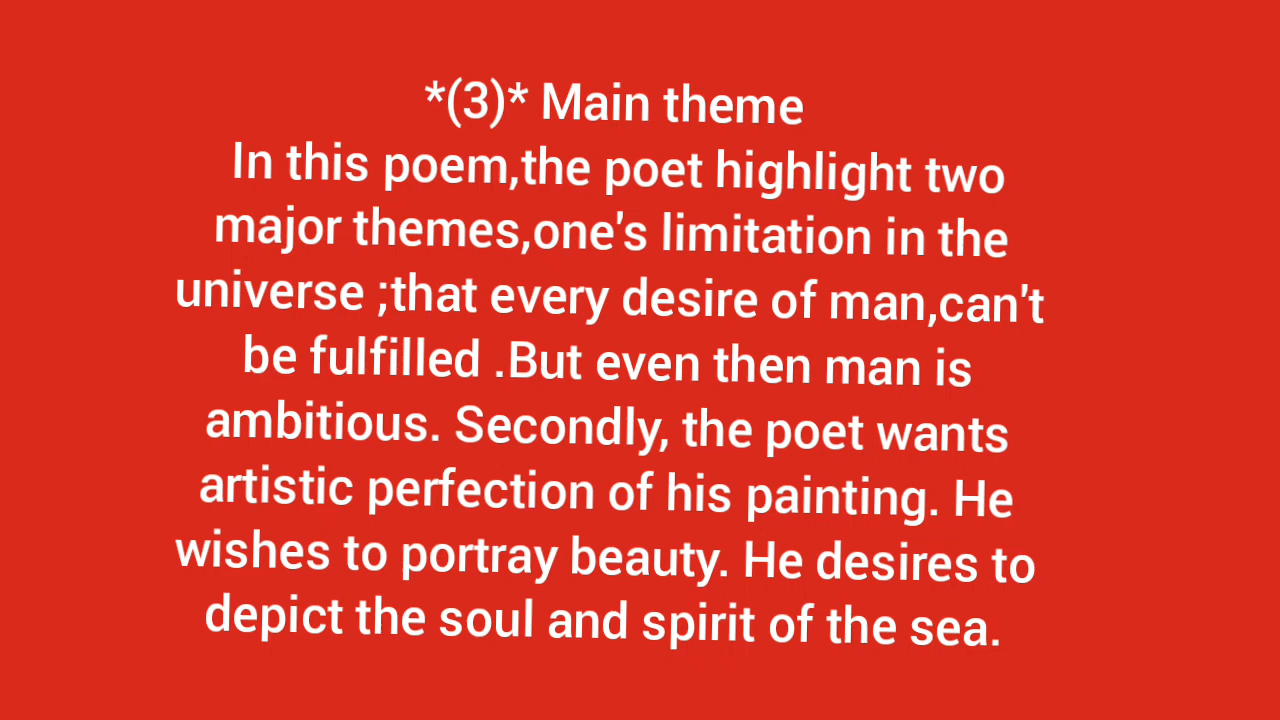 *(3)* Main theme
In this poem,the poet highlight two
major themes,one's limitation in the
universe ;that every desire of man,can't
be fulfilled .But even then man is
ambitious. Secondly, the poet wants
artistic perfection of his painting. He
wishes to portray beauty. He desires to
depict the soul and spirit of the sea.